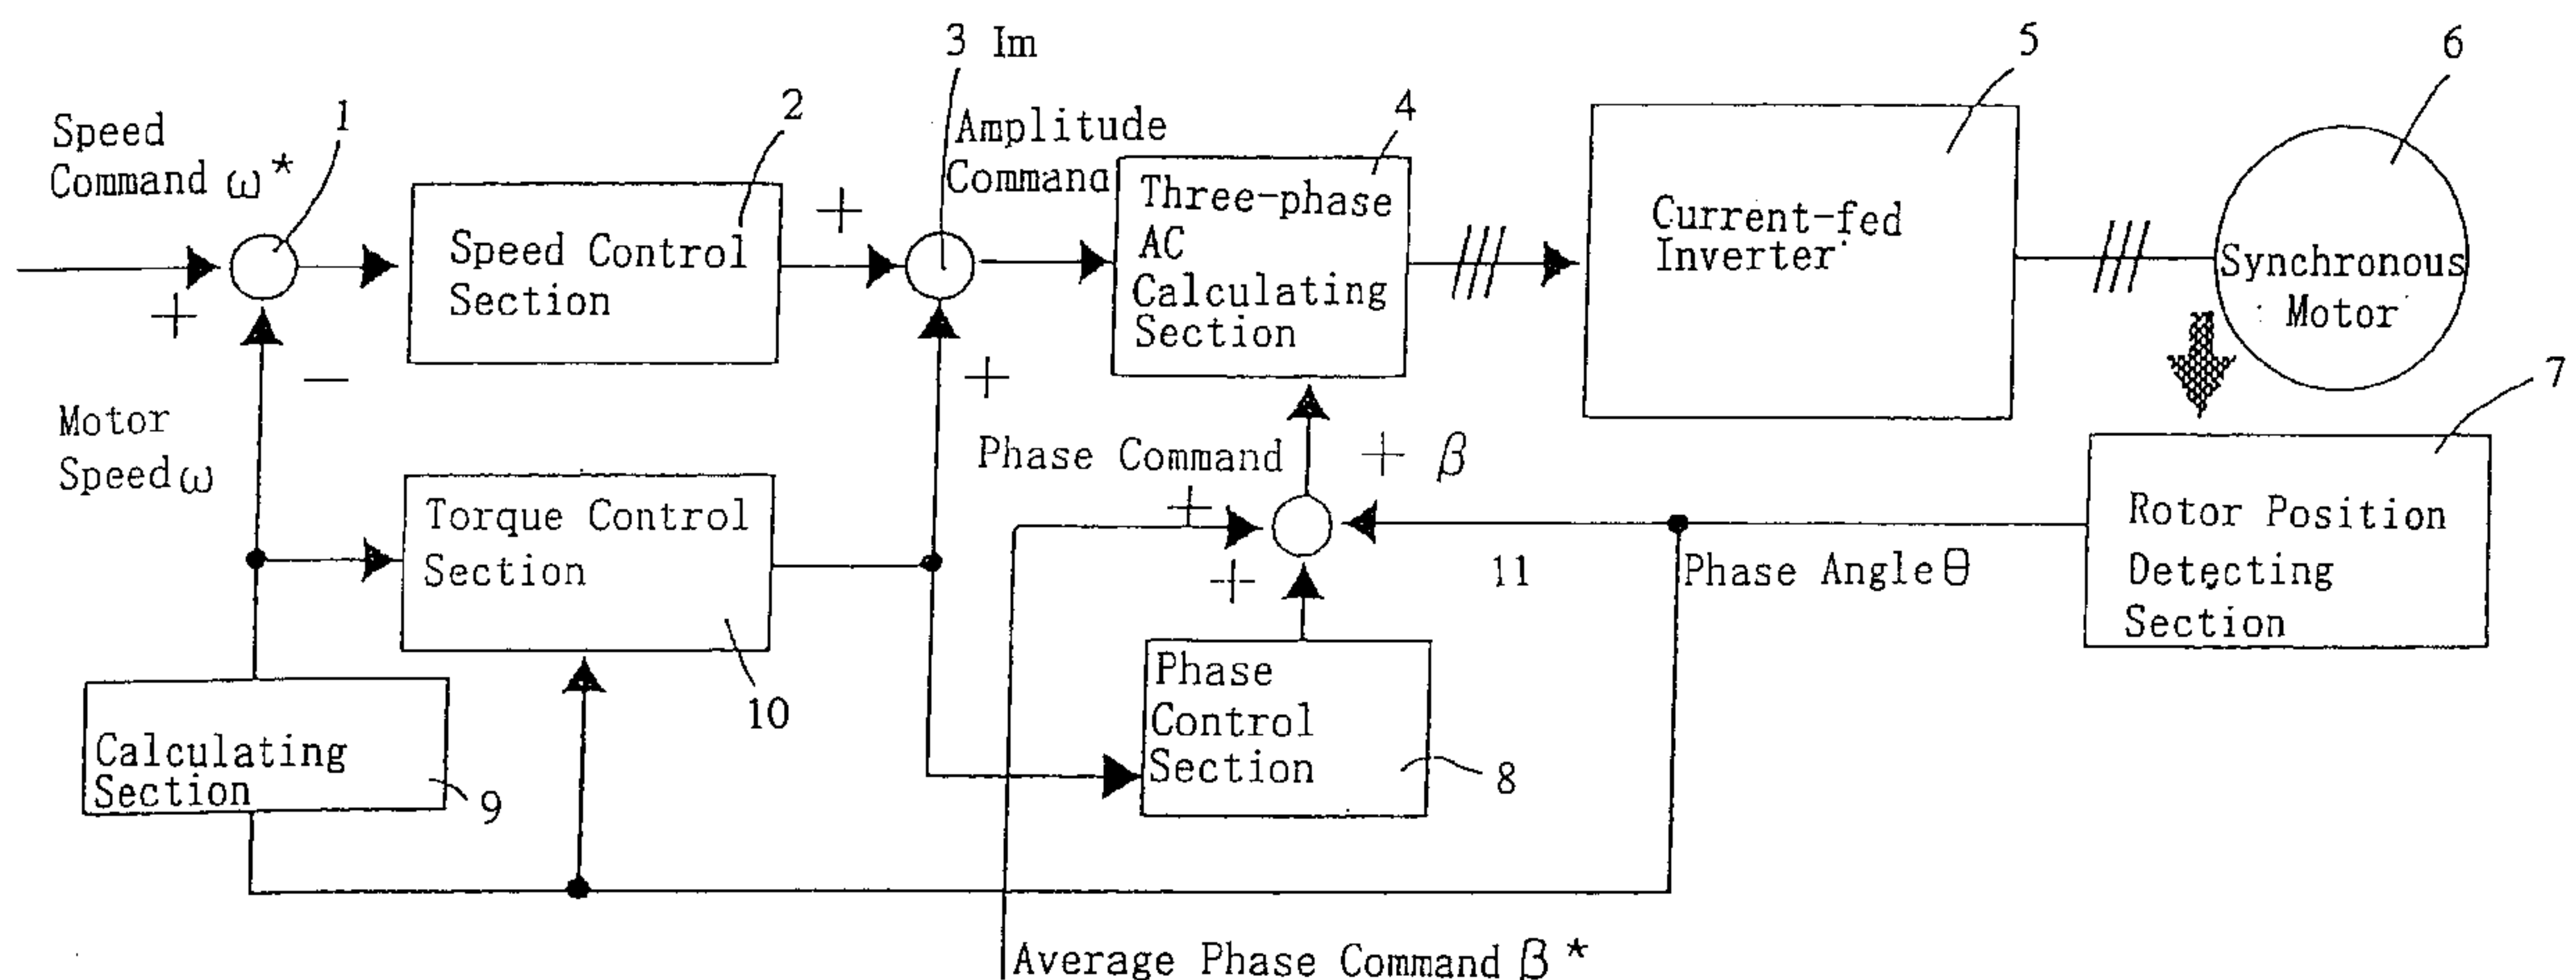 3 Im
5
6
1
2
4
Speed
Command ω*
Amplitude
Command
Three-phase
AC
Calculating
Section
Current-fed
Inverter
Speed Control
Section
Synchronous
Motor
+
+
+
−
7
Motor
Speed ω
Phase Command
+ β
+
+
Torque Control
Section
Rotor Position
Detecting
Section
11
Phase Angle θ
10
Phase
Control
Section
8
Calculating
Section
9
Average Phase Command β*